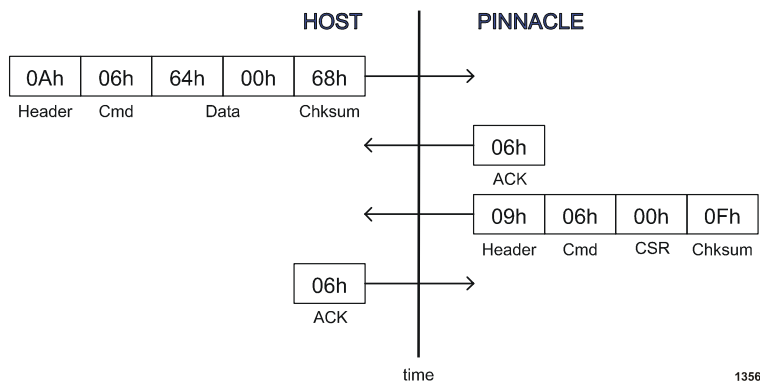 HOST PINNACLE
0Ah 06h 64h 00h 68h
Header Cmd Data Chksum
06h
ACK
09h 06h 00h 0Fh
Header Cmd CSR Chksum
06h
ACK
time
1356